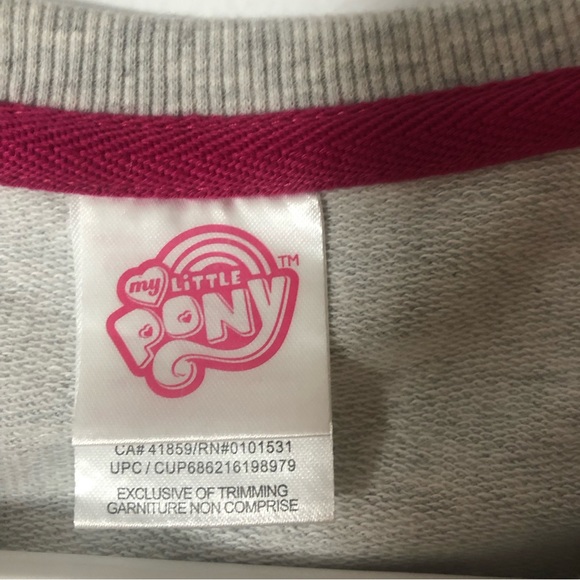 my LiTTLE
PONY
TM
CA# 41859/RN#0101531
UPC / CUP686216198979
EXCLUSIVE OF TRIMMING
GARNITURE NON COMPRISE